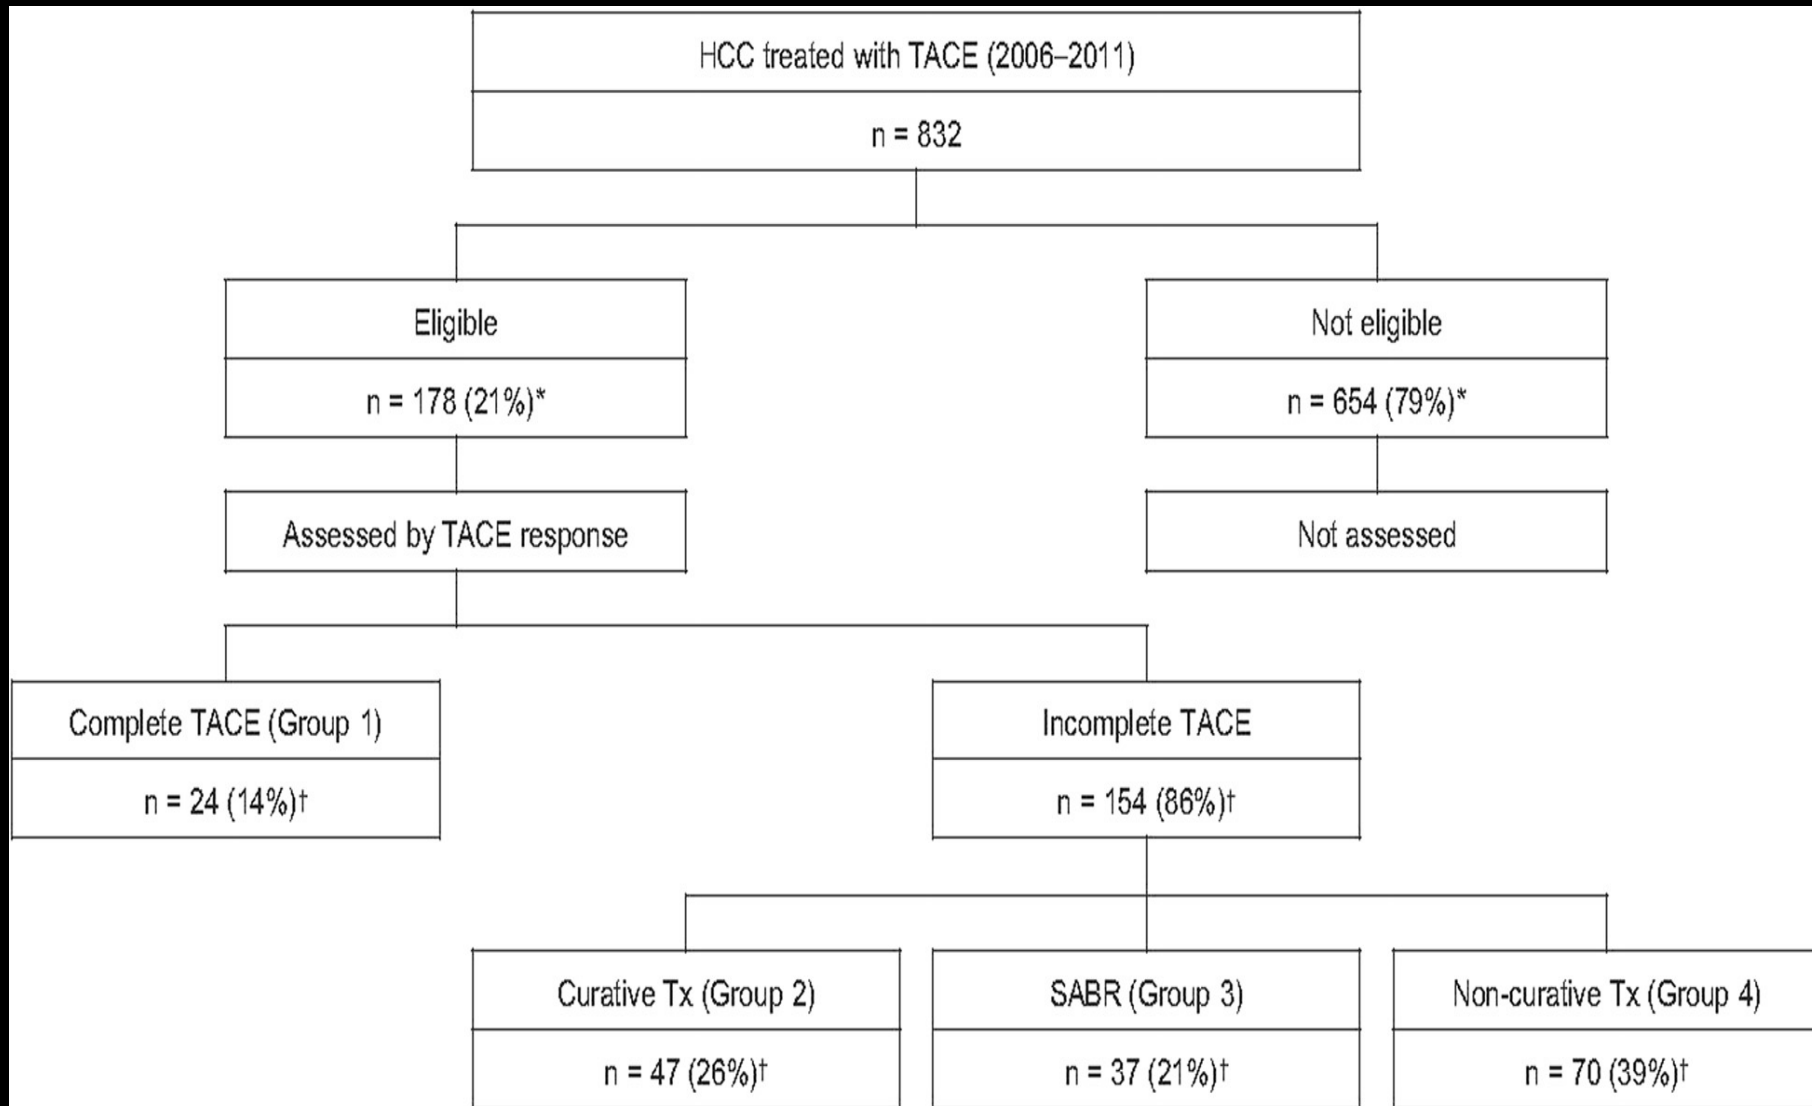 HCC treated with TACE (2006–2011)
n = 832
Eligible
Not eligible
n = 178 (21%)*
n = 654 (79%)*
Assessed by TACE response
Not assessed
Complete TACE (Group 1)
Incomplete TACE
n = 24 (14%)†
n = 154 (86%)†
Curative Tx (Group 2)
SABR (Group 3)
Non-curative Tx (Group 4)
n = 47 (26%)†
n = 37 (21%)†
n = 70 (39%)†